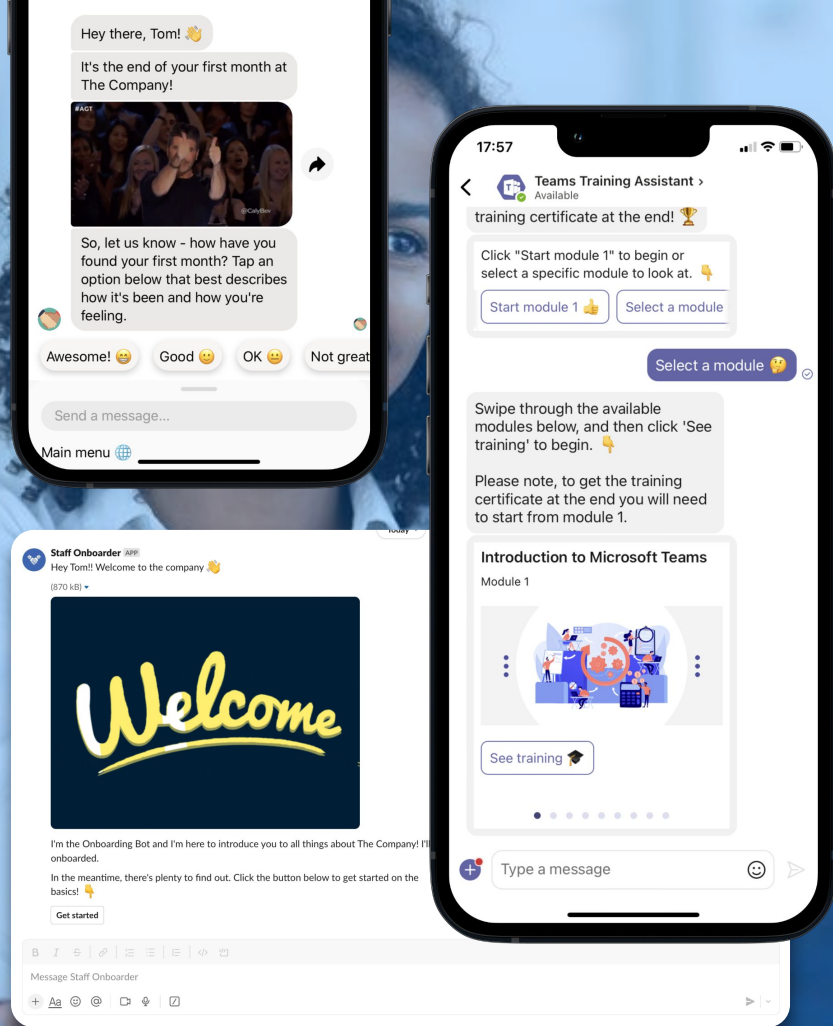 Hey there, Tom! 👋
It's the end of your first month at
The Company!
#AGT
@CalyBev
So, let us know - how have you
found your first month? Tap an
option below that best describes
how it's been and how you're
feeling.
Awesome! 😁
Good 🙂
OK 😐
Not great
Send a message...
Main menu 🌐
17:57
Teams Training Assistant >
Available
training certificate at the end! 🏆
Click "Start module 1" to begin or
select a specific module to look at. 👇
Start module 1 👍
Select a module
Select a module 🤔
Swipe through the available
modules below, and then click 'See
training' to begin. 👇
Please note, to get the training
certificate at the end you will need
to start from module 1.
Introduction to Microsoft Teams
Module 1
See training 🎓
Type a message
Today
Staff Onboarder APP
Hey Tom!! Welcome to the company 👋
(870 kB)
Welcome
I'm the Onboarding Bot and I'm here to introduce you to all things about The Company! I'll
onboarded.
In the meantime, there's plenty to find out. Click the button below to get started on the
basics! 👇
Get started
B I S
Message Staff Onboarder
Aa